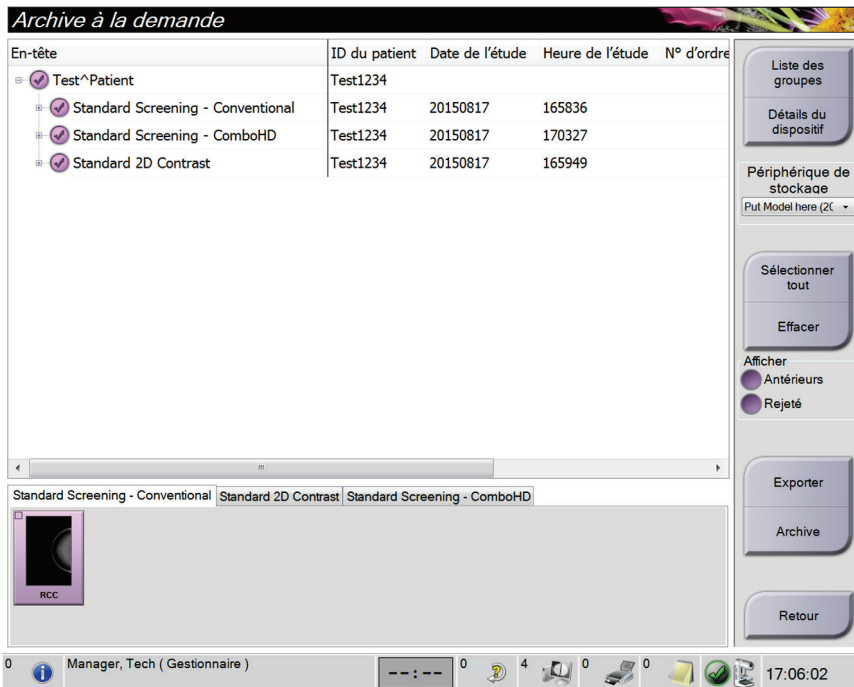 Archive à la demande
En-tête ID du patient Date de l'étude Heure de l'étude N° d'ordre
Test^Patient Test1234
Standard Screening - Conventional Test1234 20150817 165836
Standard Screening - ComboHD Test1234 20150817 170327
Standard 2D Contrast Test1234 20150817 165949
Liste des
groupes
Détails du
dispositif
Périphérique de
stockage
Put Model here (20
Sélectionner
tout
Effacer
Afficher
Antérieurs
Rejeté
Exporter
Archive
Retour
Standard Screening - Conventional Standard 2D Contrast Standard Screening - ComboHD
RCC
0 Manager, Tech ( Gestionnaire ) --:-- 0 4 0 0 17:06:02